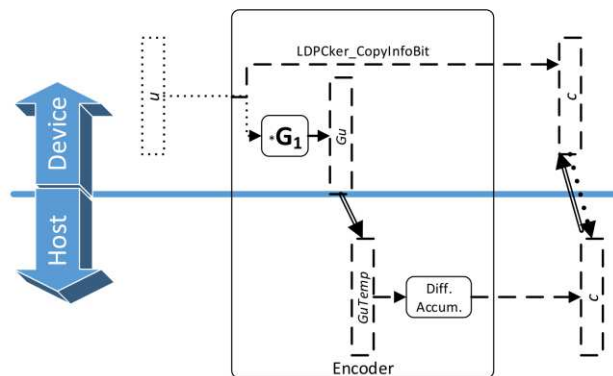 LDPCker_CopyInfoBit
u
c
Device
*G1
Gu
Host
GuTemp
Diff.
Accum.
c
Encoder